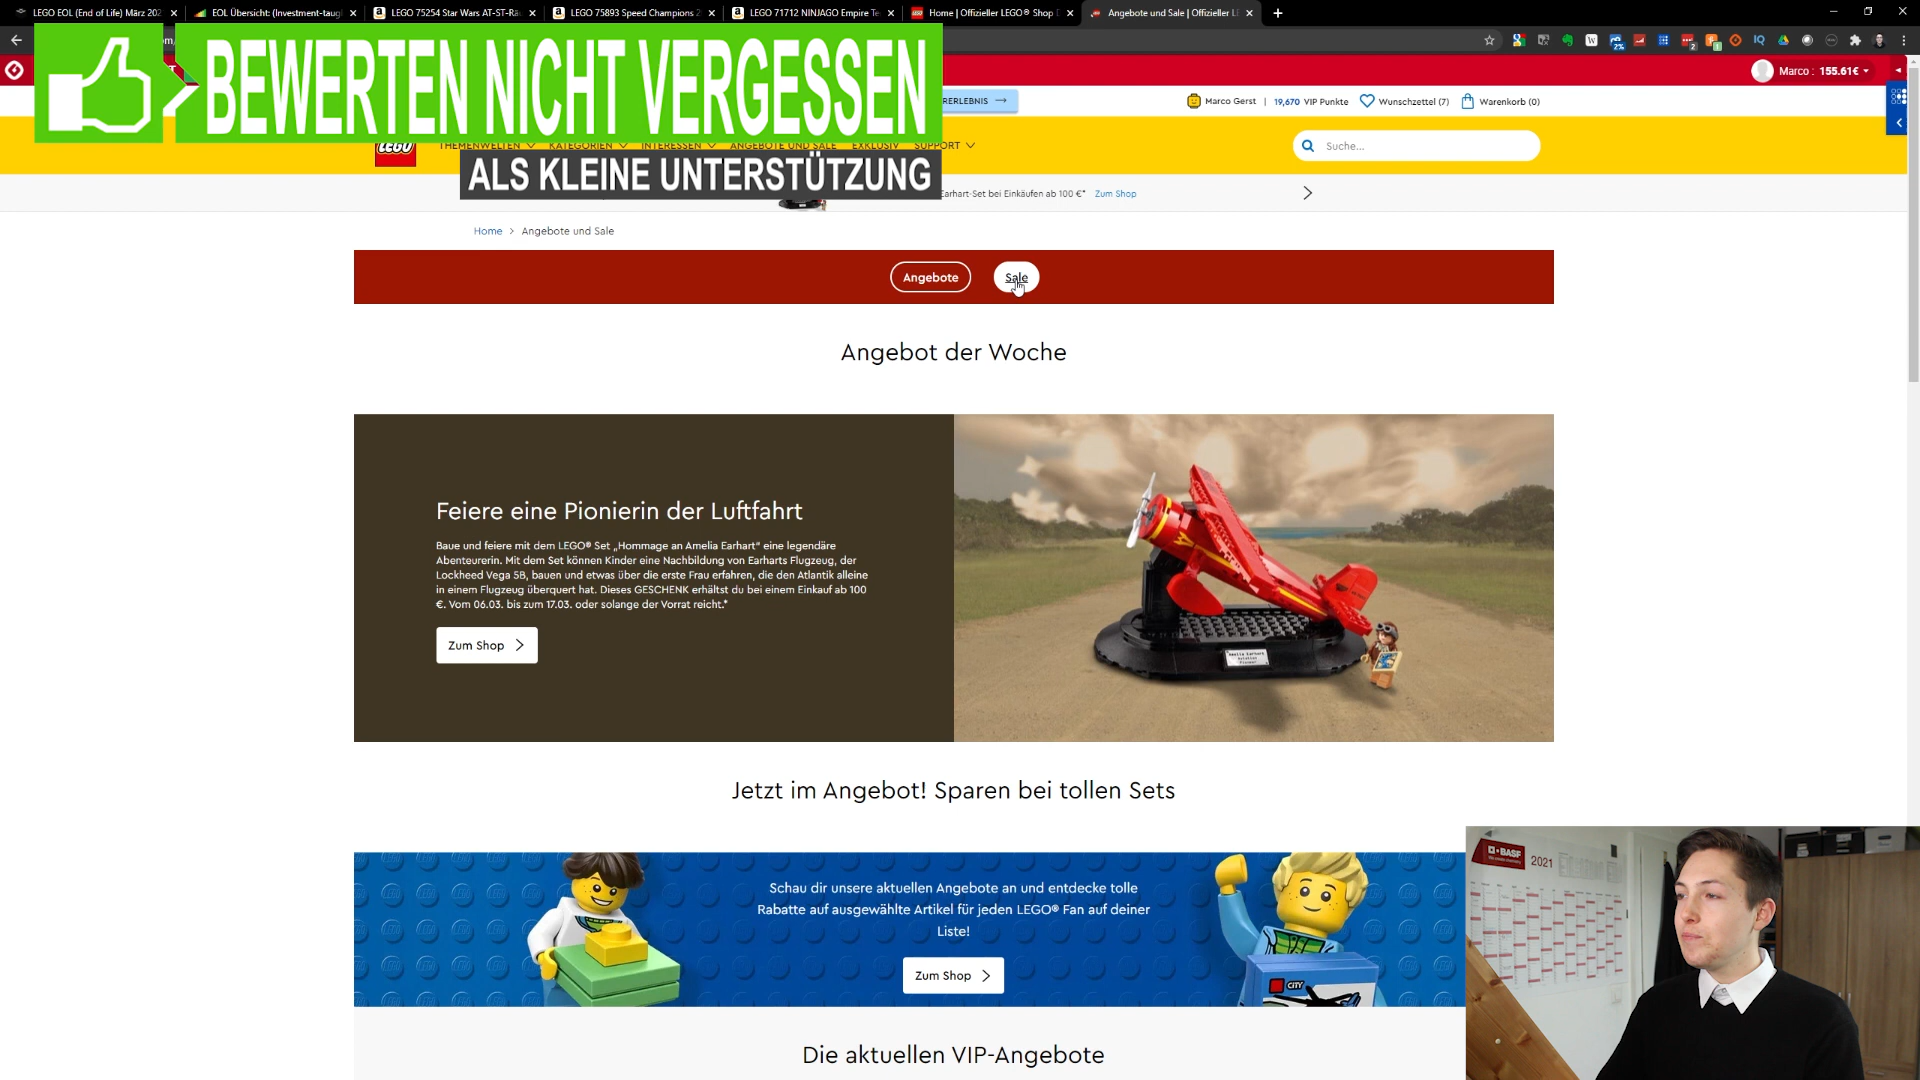 LEGO EOL (End of Life) März 202
EOL Übersicht: (Investment-taugl
LEGO 75254 Star Wars AT-ST-Rä
LEGO 75893 Speed Champions 2
LEGO 71712 NINJAGO Empire Te
Home | Offizieller LEGO® Shop D
Angebote und Sale | Offizieller LE
BEWERTEN NICHT VERGESSEN
ALS KLEINE UNTERSTÜTZUNG
Marco : 155.61€
RERLEBNIS
Marco Gerst | 19,670 VIP Punkte
Wunschzettel (7)
Warenkorb (0)
LEGO
THEMENWELTEN
KATEGORIEN
INTERESSEN
ANGEBOTE UND SALE
EXKLUSIV
SUPPORT
Suche...
Earhart-Set bei Einkäufen ab 100 €* Zum Shop
Home > Angebote und Sale
Angebote
Sale
Angebot der Woche
Feiere eine Pionierin der Luftfahrt
Baue und feiere mit dem LEGO® Set „Hommage an Amelia Earhart" eine legendäre
Abenteurerin. Mit dem Set können Kinder eine Nachbildung von Earharts Flugzeug, der
Lockheed Vega 5B, bauen und etwas über die erste Frau erfahren, die den Atlantik alleine
in einem Flugzeug überquert hat. Dieses GESCHENK erhältst du bei einem Einkauf ab 100
€. Vom 06.03. bis zum 17.03. oder solange der Vorrat reicht.*
Zum Shop
Jetzt im Angebot! Sparen bei tollen Sets
Schau dir unsere aktuellen Angebote an und entdecke tolle
Rabatte auf ausgewählte Artikel für jeden LEGO® Fan auf deiner
Liste!
Zum Shop
CITY
BASF
2021
Die aktuellen VIP-Angebote